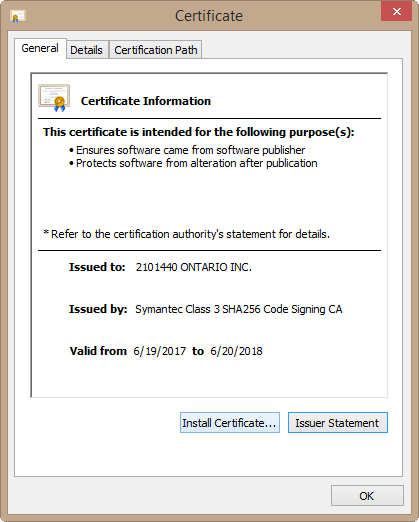 Certificate
General
Details
Certification Path
Certificate Information
This certificate is intended for the following purpose(s):
• Ensures software came from software publisher
• Protects software from alteration after publication
* Refer to the certification authority's statement for details.
Issued to: 2101440 ONTARIO INC.
Issued by: Symantec Class 3 SHA256 Code Signing CA
Valid from 6/19/2017 to 6/20/2018
Install Certificate...
Issuer Statement
OK